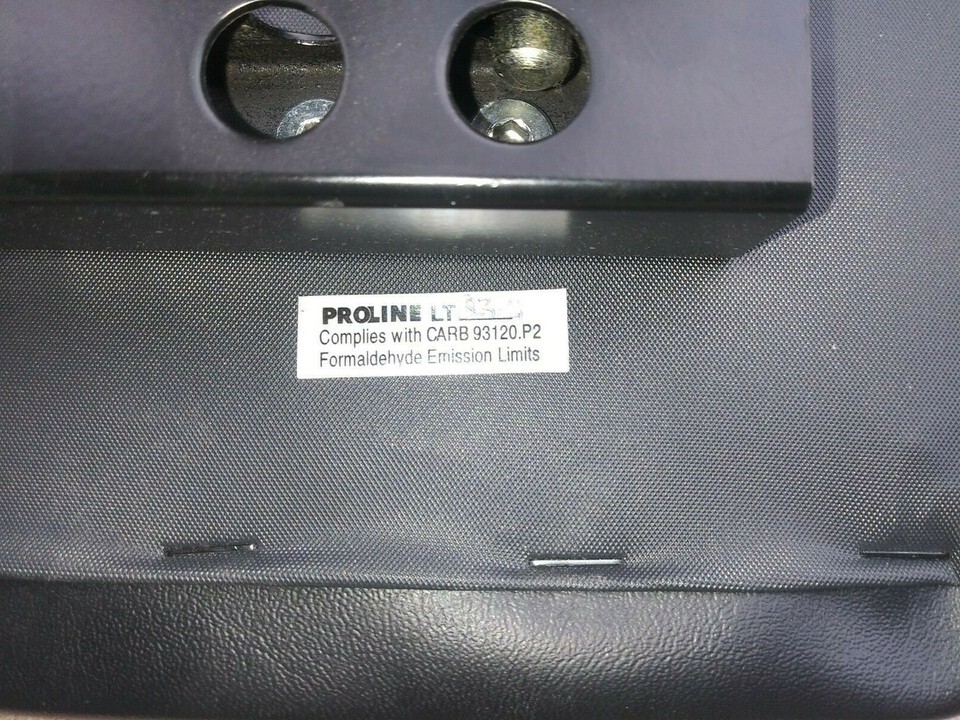 PROLINE LT
Complies with CARB 93120.P2
Formaldehyde Emission Limits